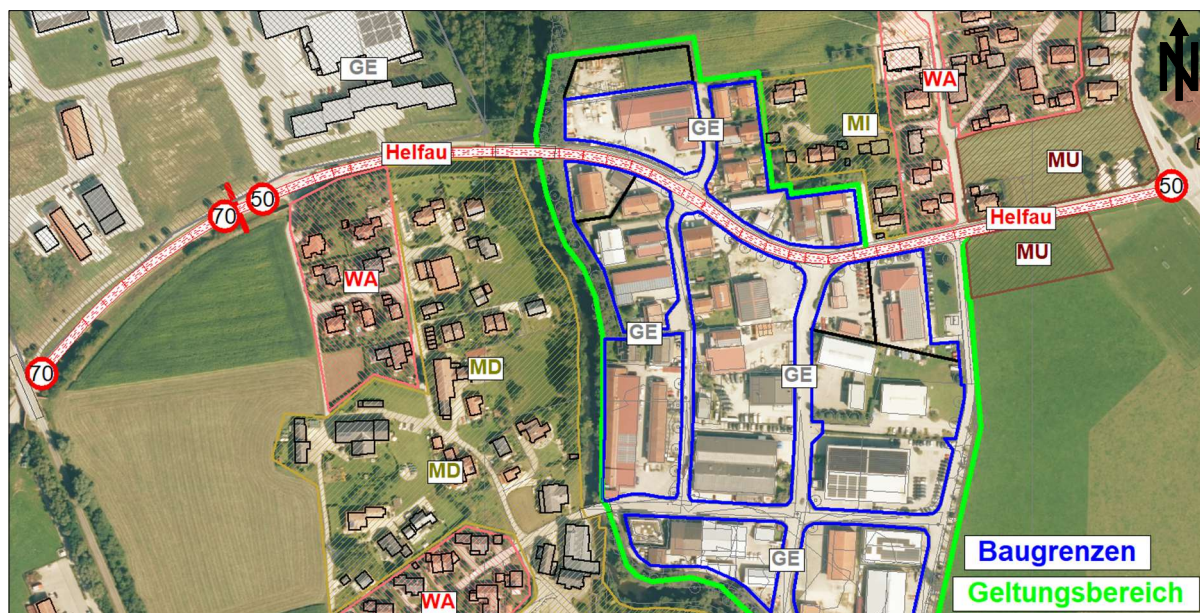 GE
N
WA
MI
GE
Helfau
MU
50
50
70
Helfau
MU
WA
GE
70
MD
GE
MD
Baugrenzen
GE
Geltungsbereich
WA